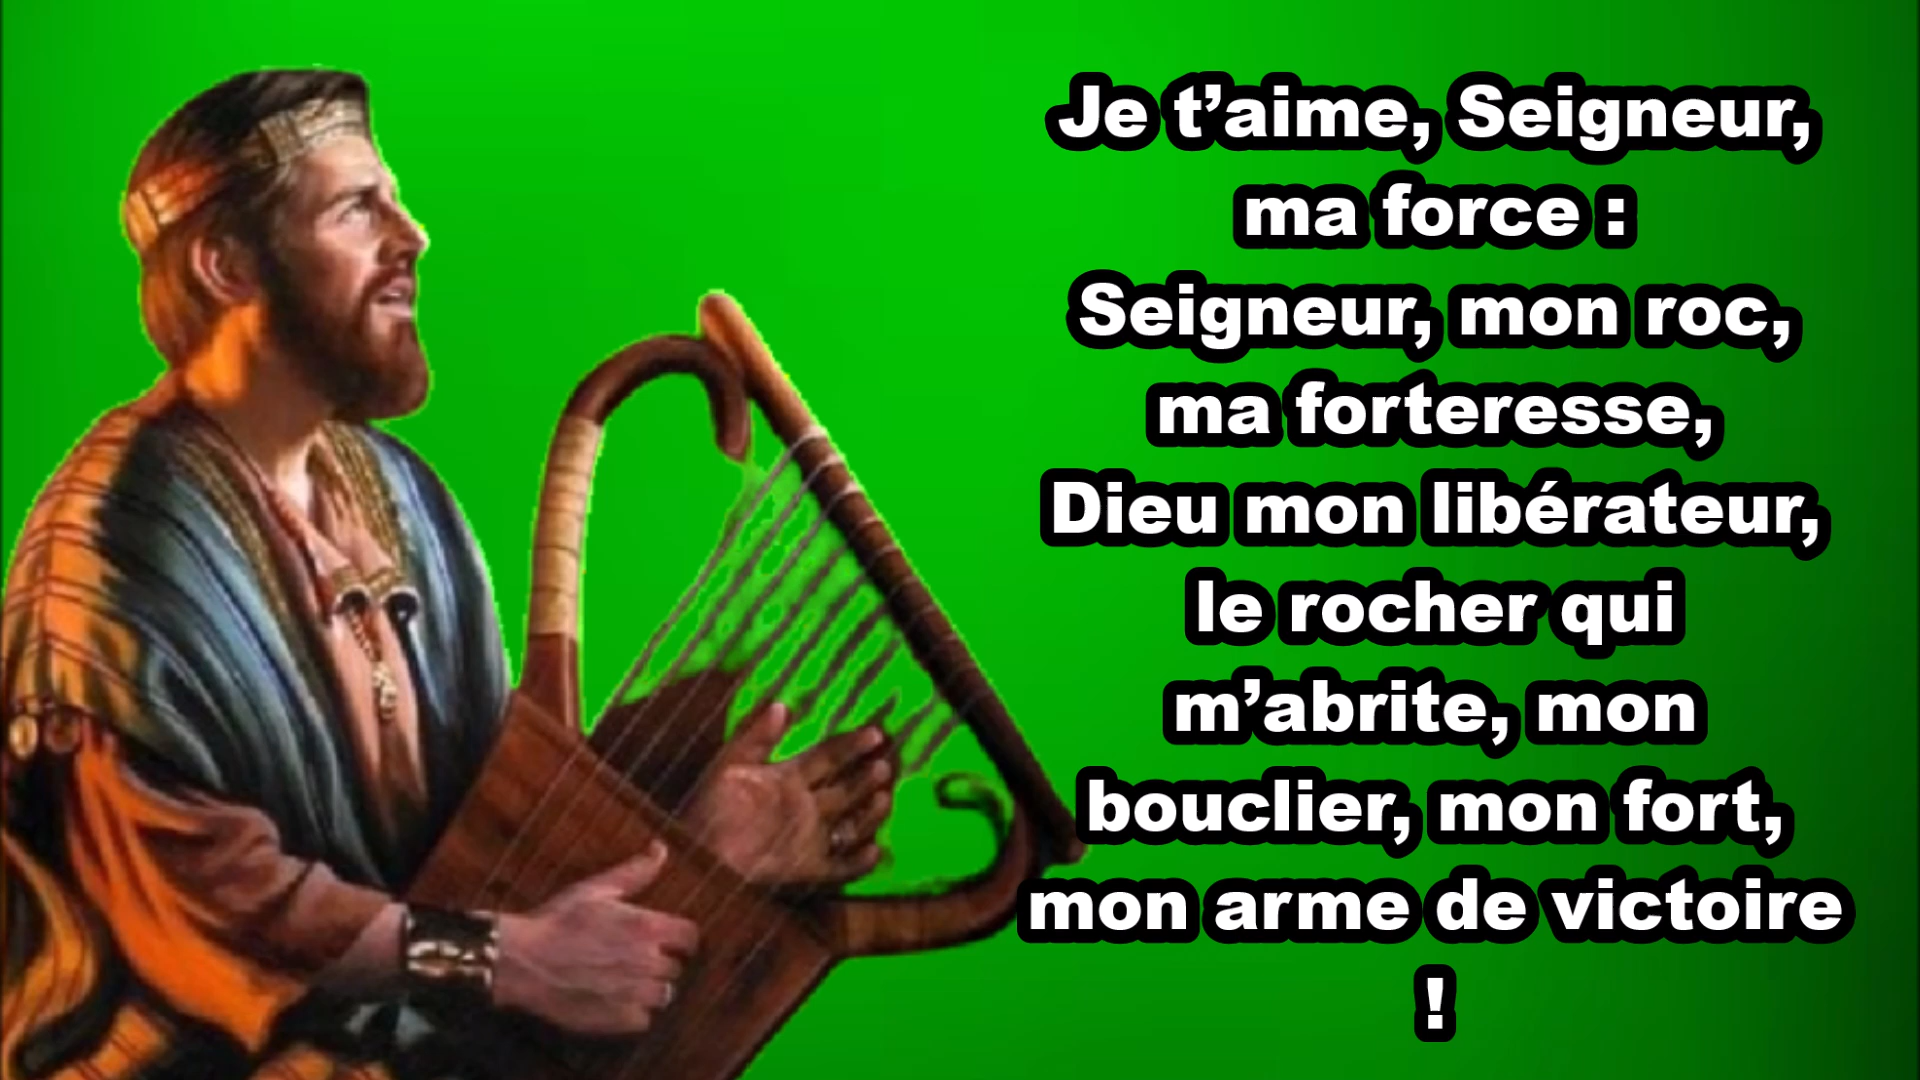 Je t’aime, Seigneur,
ma force :
Seigneur, mon roc,
ma forteresse,
Dieu mon libérateur,
le rocher qui
m’abrite, mon
bouclier, mon fort,
mon arme de victoire
!